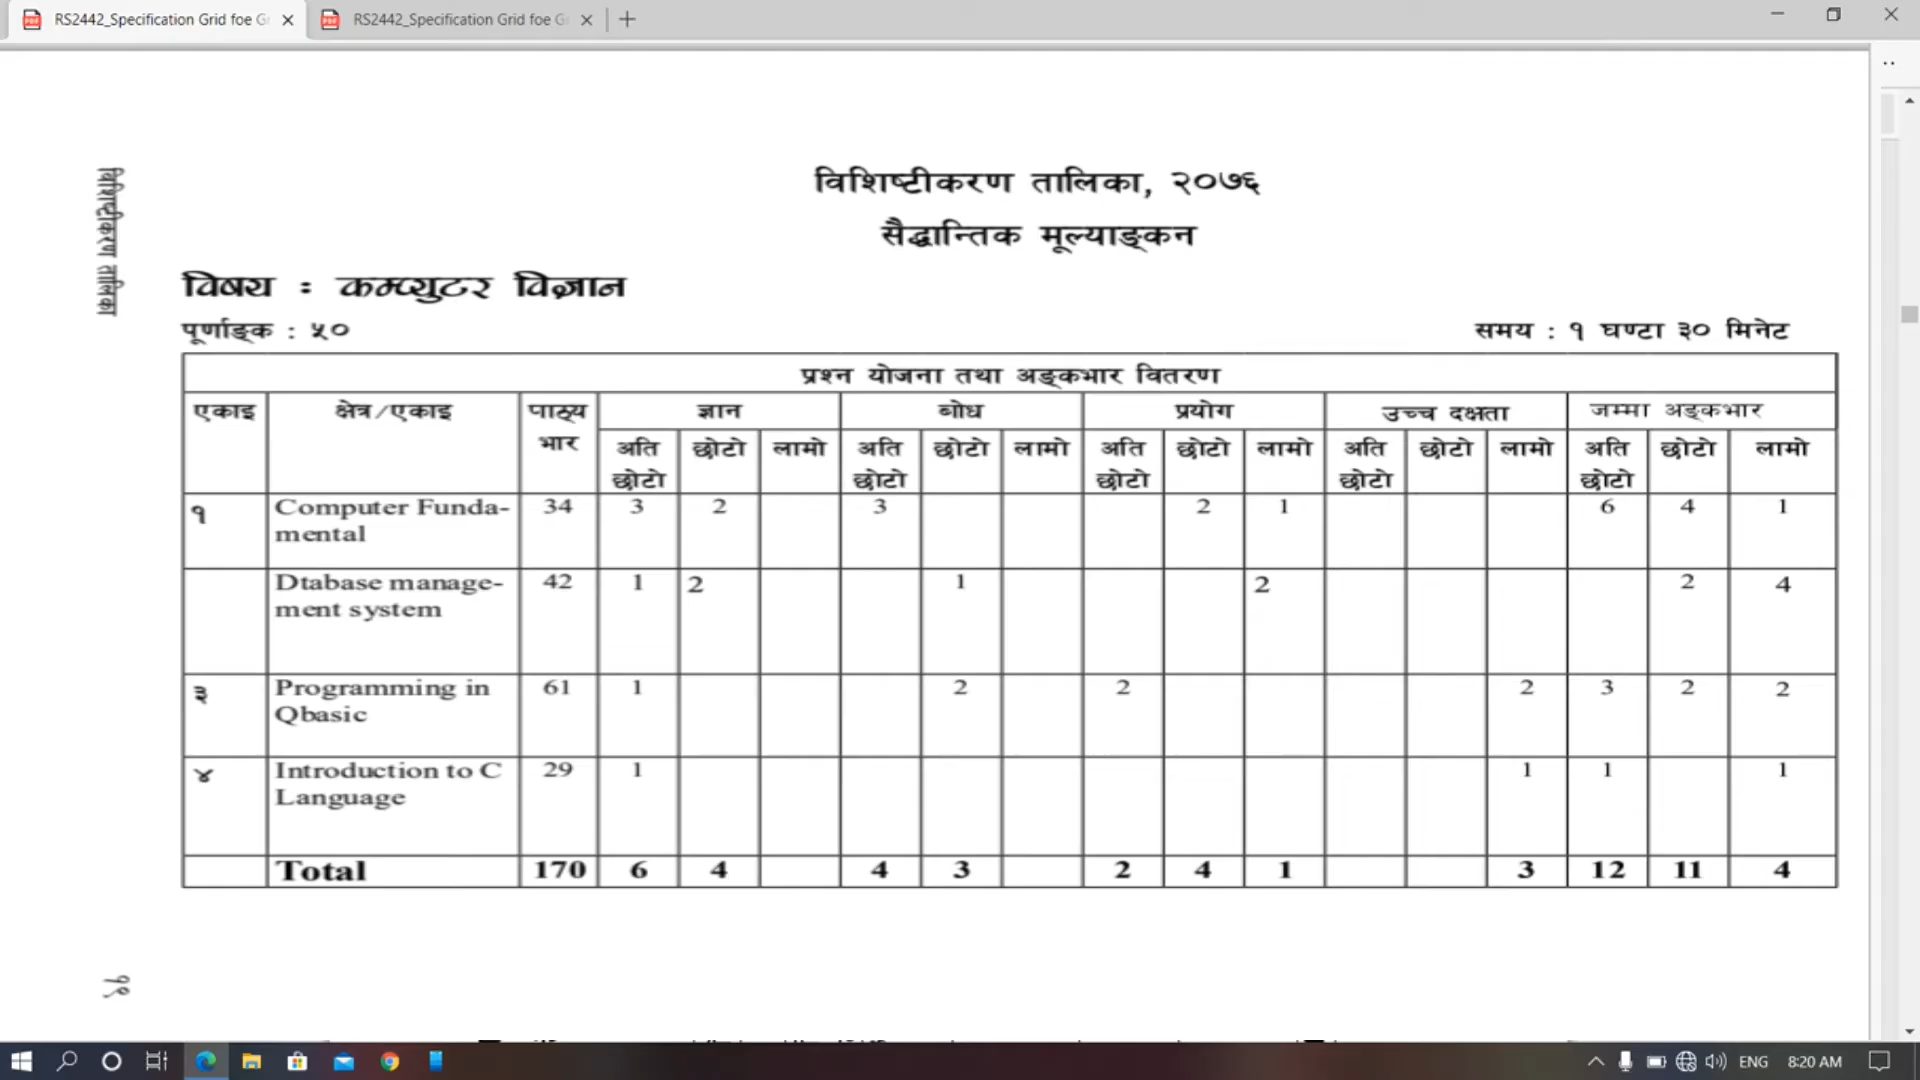 RS2442_Specification Grid foe Gr
RS2442_Specification Grid foe Gr
विशिष्टीकरण तालिका
विशिष्टीकरण तालिका, २०७६
सैद्धान्तिक मूल्याङ्कन
विषय : कम्प्युटर विज्ञान
पूर्णाङ्क : ५० समय : १ घण्टा ३० मिनेट
प्रश्न योजना तथा अङ्कभार वितरण
एकाइ क्षेत्र/एकाइ पाठ्य भार ज्ञान बोध प्रयोग उच्च दक्षता जम्मा अङ्कभार
अति छोटो छोटो लामो अति छोटो छोटो लामो अति छोटो छोटो लामो अति छोटो छोटो लामो अति छोटो छोटो लामो
१ Computer Funda- 34 3 2 3 2 1 6 4 1
mental
Dtabase manage- 42 1 2 1 2 2 4
ment system
३ Programming in 61 1 2 2 2 3 2 2
Qbasic
४ Introduction to C 29 1 1 1 1
Language
Total 170 6 4 4 3 2 4 1 3 12 11 4
ENG 8:20 AM